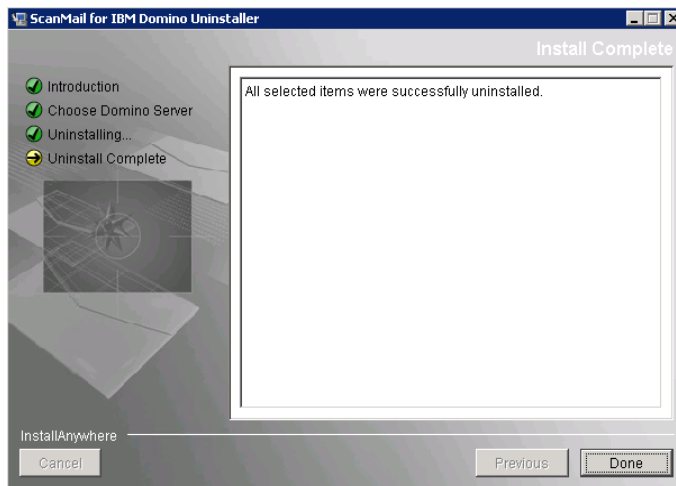 ScanMail for IBM Domino Uninstaller
Install Complete
Introduction
Choose Domino Server
Uninstalling...
Uninstall Complete
All selected items were successfully uninstalled.
InstallAnywhere
Cancel
Previous
Done